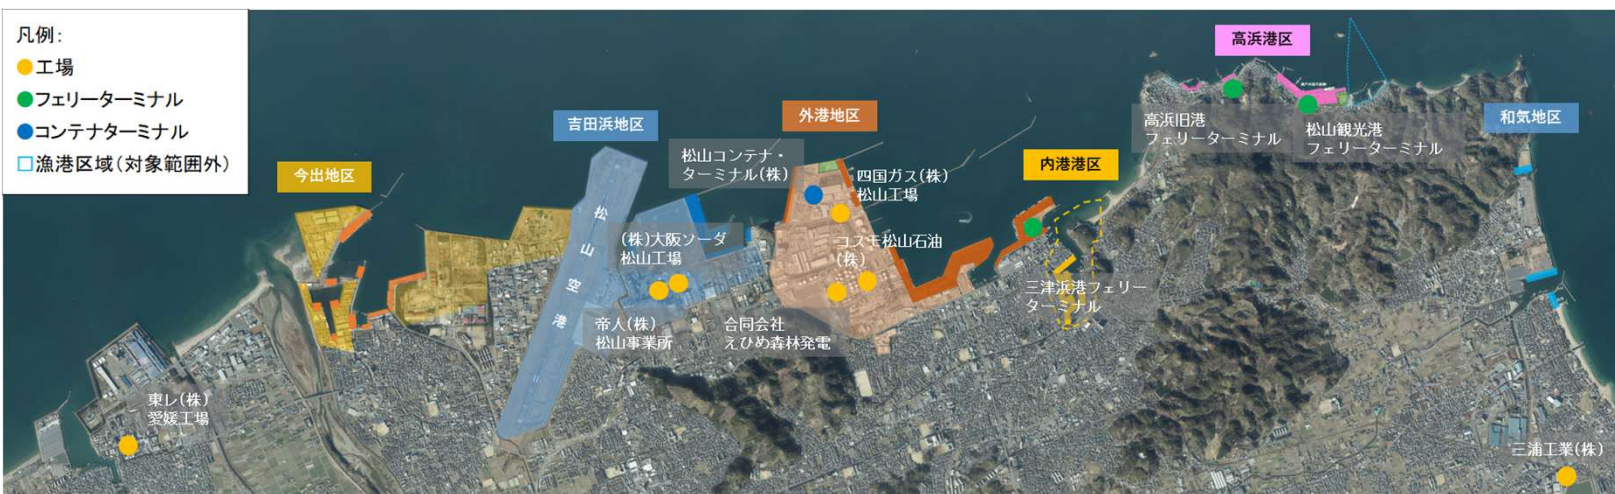 凡例:
工場
フェリーターミナル
コンテナターミナル
漁港区域(対象範囲外)
今出地区
吉田浜地区
外港地区
内港港区
高浜港区
和気地区
松山空港
松山コンテナ・
ターミナル(株)
四国ガス(株)
松山工場
(株)大阪ソーダ
松山工場
コスモ松山石油
(株)
帝人(株)
松山事業所
合同会社
えひめ森林発電
三津浜港フェリー
ターミナル
高浜旧港
フェリーターミナル
松山観光港
フェリーターミナル
東レ(株)
愛媛工場
三浦工業(株)